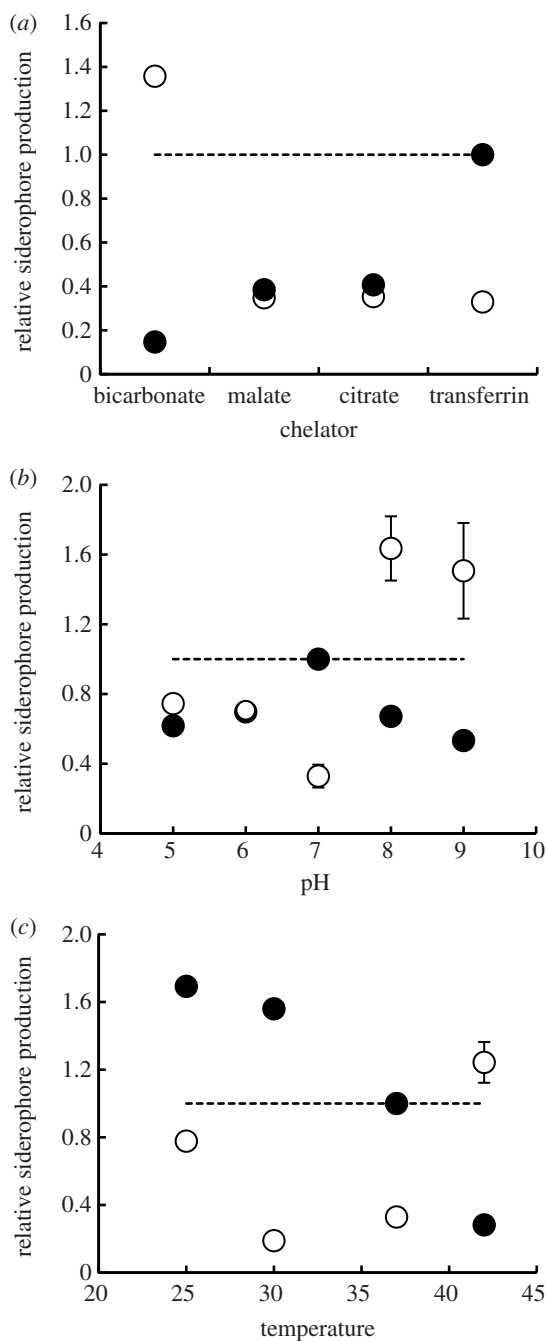 (a)
1.6
1.4
1.2
1.0
0.8
0.6
0.4
0.2
0
relative siderophore production
bicarbonate malate citrate transferrin
chelator
(b)
2.0
1.6
1.2
0.8
0.4
0
relative siderophore production
4 5 6 7 8 9 10
pH
(c)
2.0
1.6
1.2
0.8
0.4
0
relative siderophore production
20 25 30 35 40 45
temperature